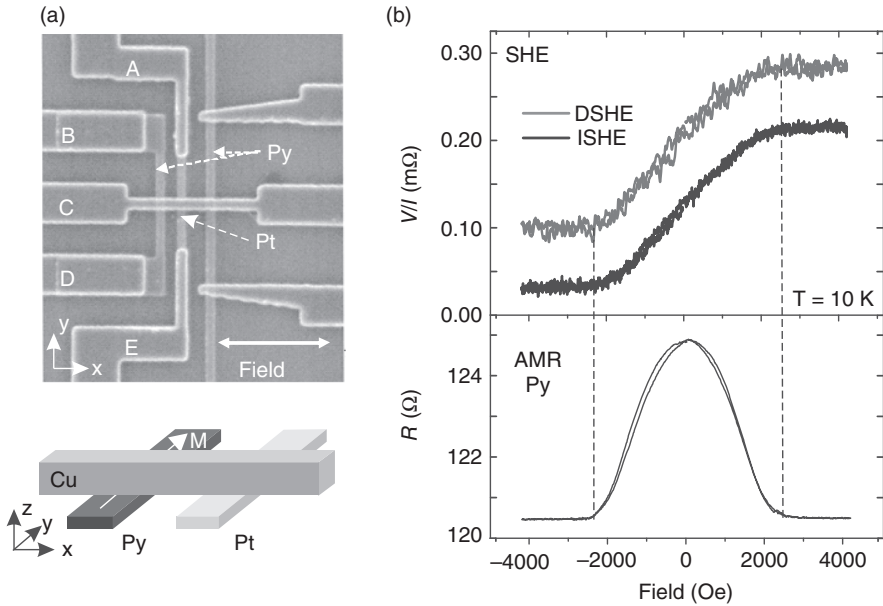 (a)
A
B
Py
C
Pt
D
y
E
x
Field
M
Cu
z
y
x
Py
Pt
(b)
SHE
DSHE
ISHE
T = 10 K
0.30
0.20
0.10
0.00
V/I (mΩ)
AMR
Py
124
122
120
R (Ω)
−4000 −2000 0 2000 4000
Field (Oe)